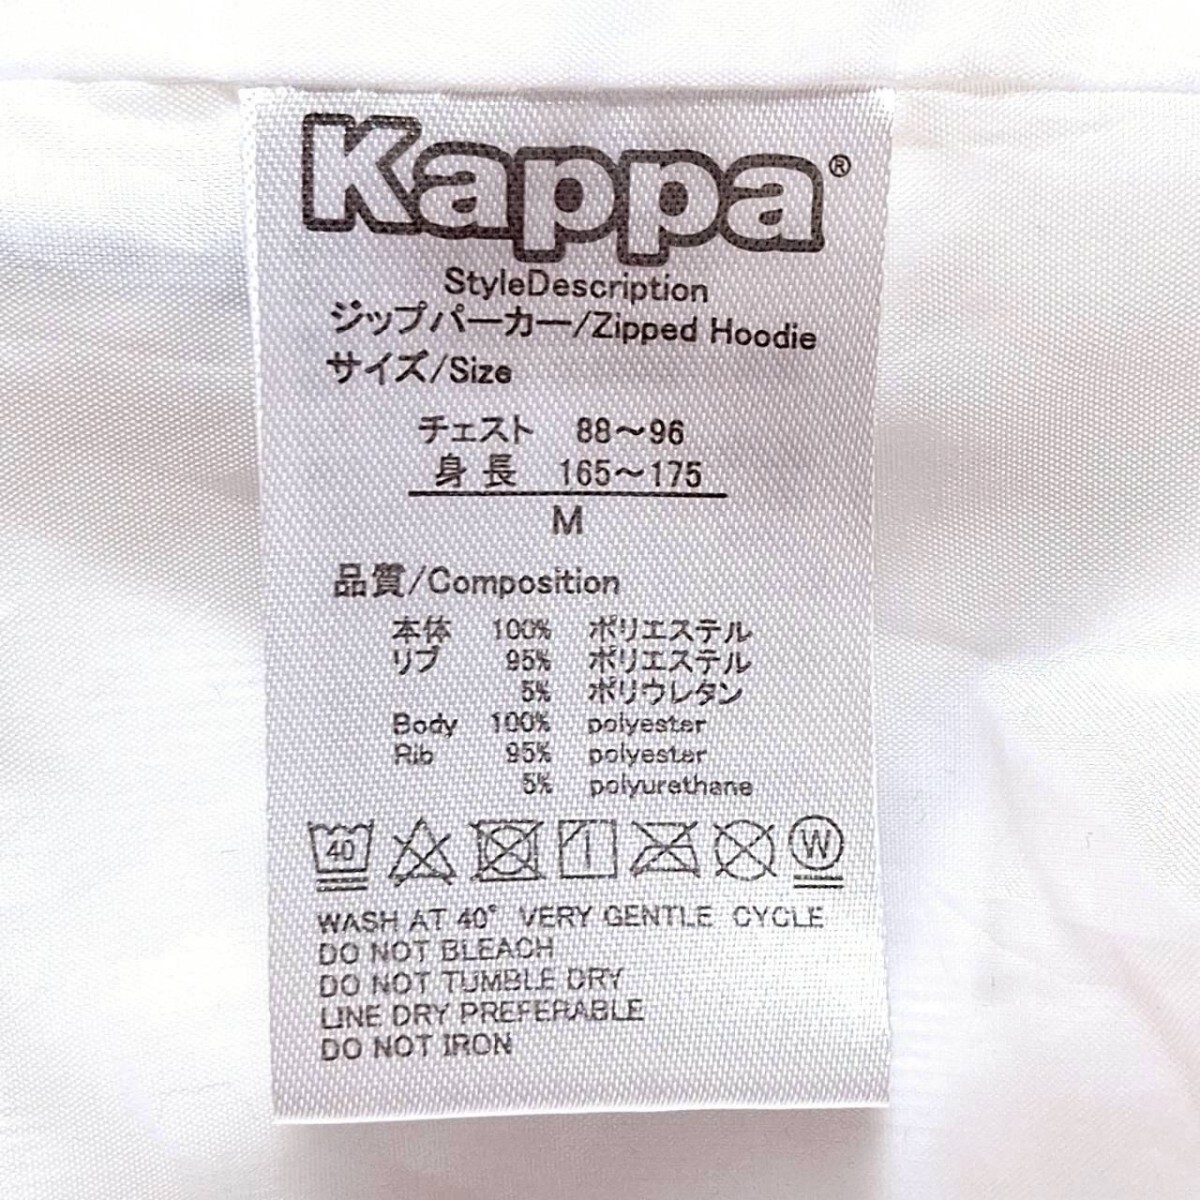 Kappa®
StyleDescription
ジップパーカー/Zipped Hoodie
サイズ/Size
チェスト 88～96
身長 165～175
M
品質/Composition
本体 100% ポリエステル
リブ 95% ポリエステル
5% ポリウレタン
Body 100% polyester
Rib 95% polyester
5% polyurethane
40 W
WASH AT 40° VERY GENTLE CYCLE
DO NOT BLEACH
DO NOT TUMBLE DRY
LINE DRY PREFERABLE
DO NOT IRON